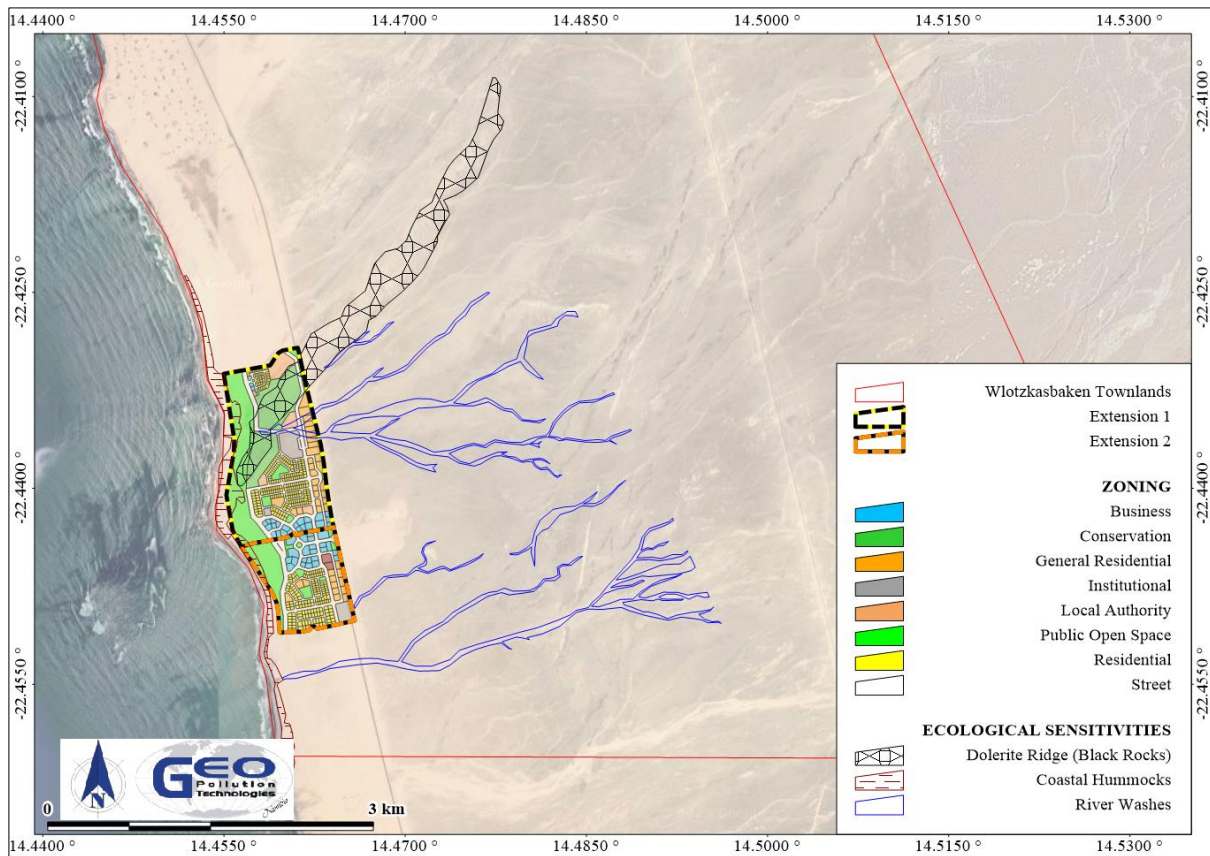 14.4400 ° 14.4550 ° 14.4700 ° 14.4850 ° 14.5000 ° 14.5150 ° 14.5300 °
-22.4100 ° -22.4100 °
-22.4250 ° -22.4250 °
-22.4400 ° -22.4400 °
-22.4550 ° -22.4550 °
Wlotzkasbaken Townlands
Extension 1
Extension 2
ZONING
Business
Conservation
General Residential
Institutional
Local Authority
Public Open Space
Residential
Street
ECOLOGICAL SENSITIVITIES
Dolerite Ridge (Black Rocks)
Coastal Hummocks
River Washes
N
GEO
Pollution
Technologies
Namibia
0 3 km
14.4400 ° 14.4550 ° 14.4700 ° 14.4850 ° 14.5000 ° 14.5150 ° 14.5300 °